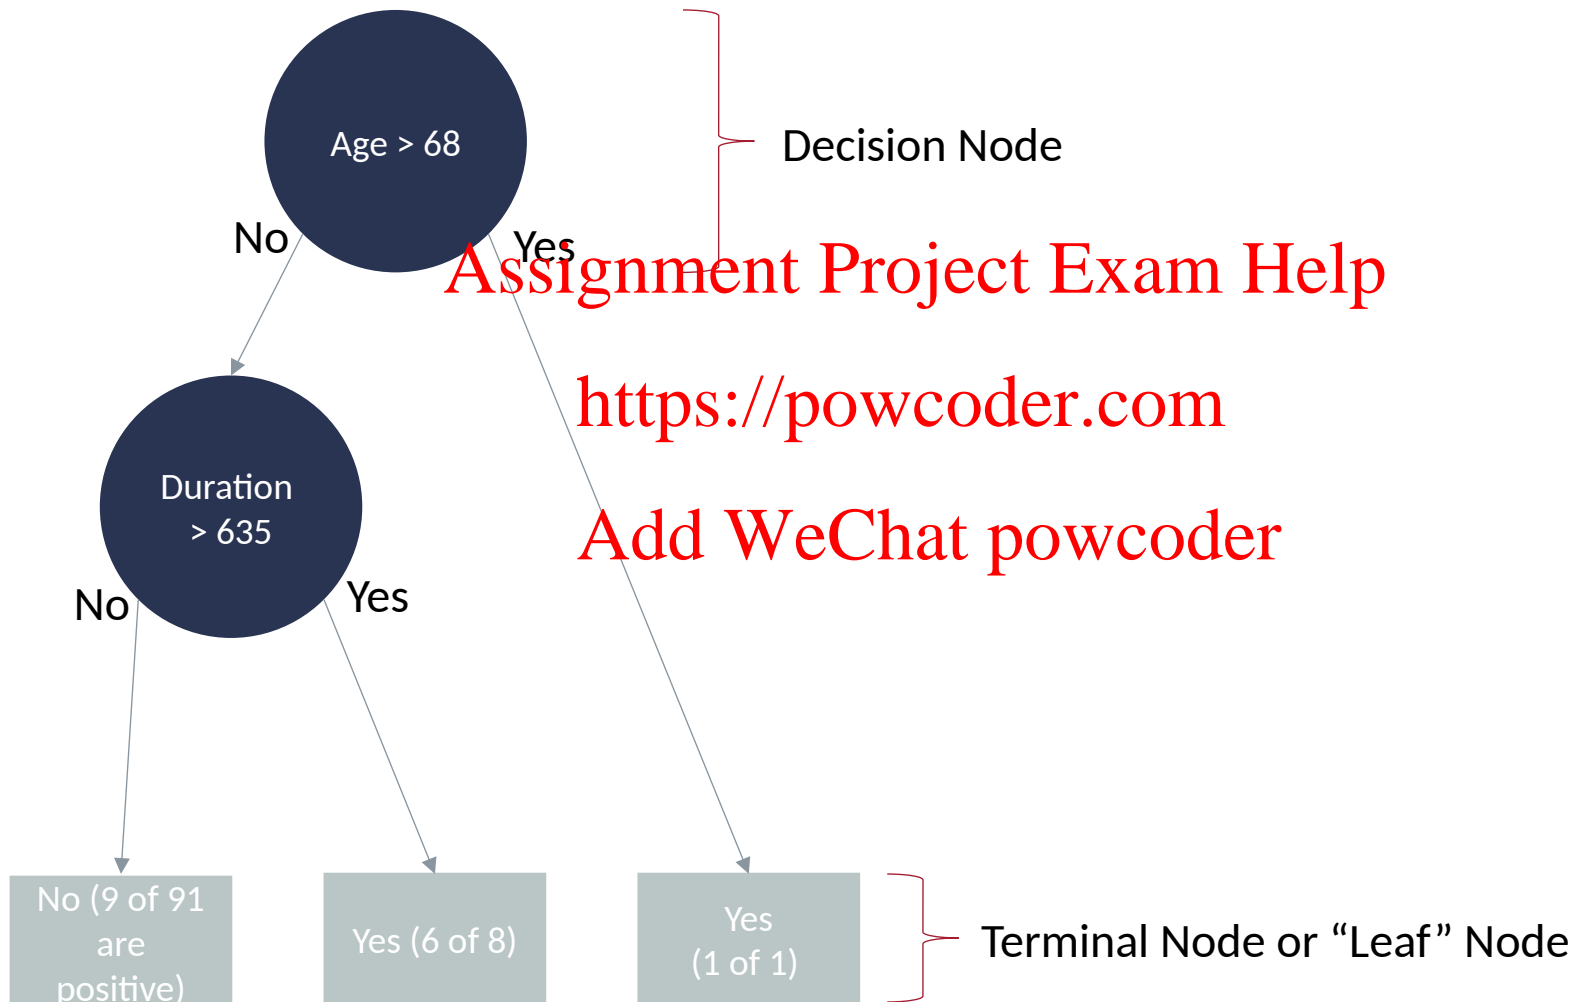 Age > 68
Decision Node
No
Yes
Assignment Project Exam Help
https://powcoder.com
Duration
> 635
Add WeChat powcoder
No
Yes
No (9 of 91
are
positive)
Yes (6 of 8)
Yes
(1 of 1)
Terminal Node or “Leaf” Node